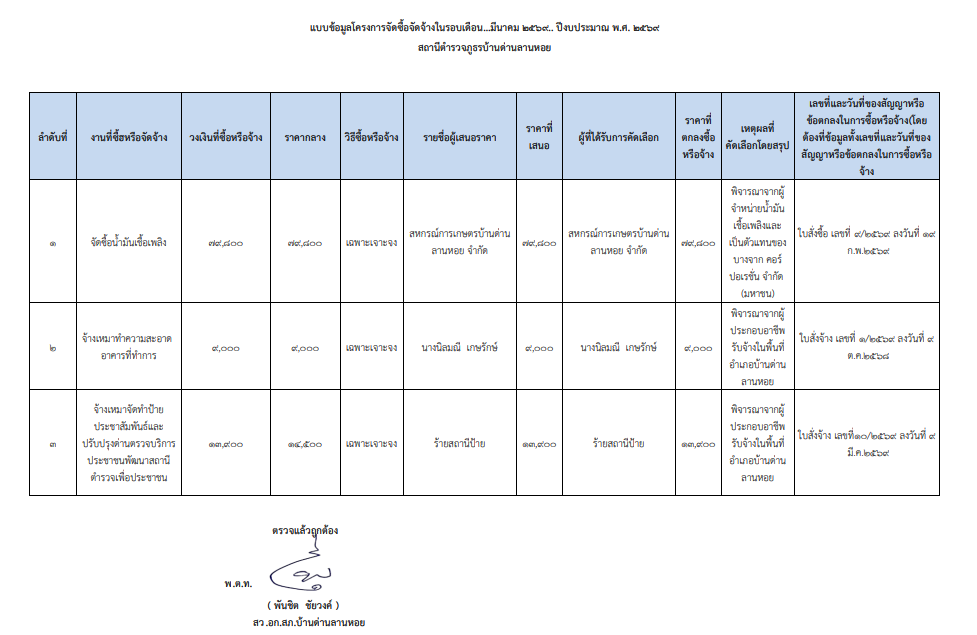 แบบข้อมูลโครงการจัดซื้อจัดจ้างในรอบเดือน...มีนาคม ๒๕๖๙.. ปีงบประมาณ พ.ศ. ๒๕๖๙
สถานีตำรวจภูธรบ้านด่านลานหอย
ลำดับที่
งานที่ซื้อหรือจัดจ้าง
วงเงินที่ซื้อหรือจ้าง
ราคากลาง
วิธีซื้อหรือจ้าง
รายชื่อผู้เสนอราคา
ราคาที่
เสนอ
ผู้ที่ได้รับการคัดเลือก
ราคาที่
ตกลงซื้อ
หรือจ้าง
เหตุผลที่
คัดเลือกโดยสรุป
เลขที่และวันที่ของสัญญาหรือ
ข้อตกลงในการซื้อหรือจ้าง(โดย
ต้องที่ข้อมูลทั้งเลขที่และวันที่ของ
สัญญาหรือข้อตกลงในการซื้อหรือ
จ้าง
๑
จัดซื้อน้ำมันเชื้อเพลิง
๗๙,๘๐๐
๗๙,๘๐๐
เฉพาะเจาะจง
สหกรณ์การเกษตรบ้านด่าน
ลานหอย จำกัด
๗๙,๘๐๐
สหกรณ์การเกษตรบ้านด่าน
ลานหอย จำกัด
๗๙,๘๐๐
พิจารณาจากผู้
จำหน่ายน้ำมัน
เชื้อเพลิงและ
เป็นตัวแทนของ
บางจาก คอร์
ปอเรชั่น จำกัด
(มหาชน)
ใบสั่งซื้อ เลขที่ ๙/๒๕๖๙ ลงวันที่ ๑๙
ก.พ.๒๕๖๙
๒
จ้างเหมาทำความสะอาด
อาคารที่ทำการ
๙,๐๐๐
๙,๐๐๐
เฉพาะเจาะจง
นางนิลมณี เกษรักษ์
๙,๐๐๐
นางนิลมณี เกษรักษ์
๙,๐๐๐
พิจารณาจากผู้
ประกอบอาชีพ
รับจ้างในพื้นที่
อำเภอบ้านด่าน
ลานหอย
ใบสั่งจ้าง เลขที่ ๑/๒๕๖๙ ลงวันที่ ๙
ต.ค.๒๕๖๘
๓
จ้างเหมาจัดทำป้าย
ประชาสัมพันธ์และ
ปรับปรุงด่านตรวจบริการ
ประชาชนพัฒนาสถานี
ตำรวจเพื่อประชาชน
๑๓,๙๐๐
๑๔,๕๐๐
เฉพาะเจาะจง
ร้ายสถานีป้าย
๑๓,๙๐๐
ร้ายสถานีป้าย
๑๓,๙๐๐
พิจารณาจากผู้
ประกอบอาชีพ
รับจ้างในพื้นที่
อำเภอบ้านด่าน
ลานหอย
ใบสั่งจ้าง เลขที่๑๐/๒๕๖๙ ลงวันที่ ๙
มี.ค.๒๕๖๙
ตรวจแล้วถูกต้อง
พ.ต.ท.
( พันชิต ชัยวงค์ )
สว.อก.สภ.บ้านด่านลานหอย